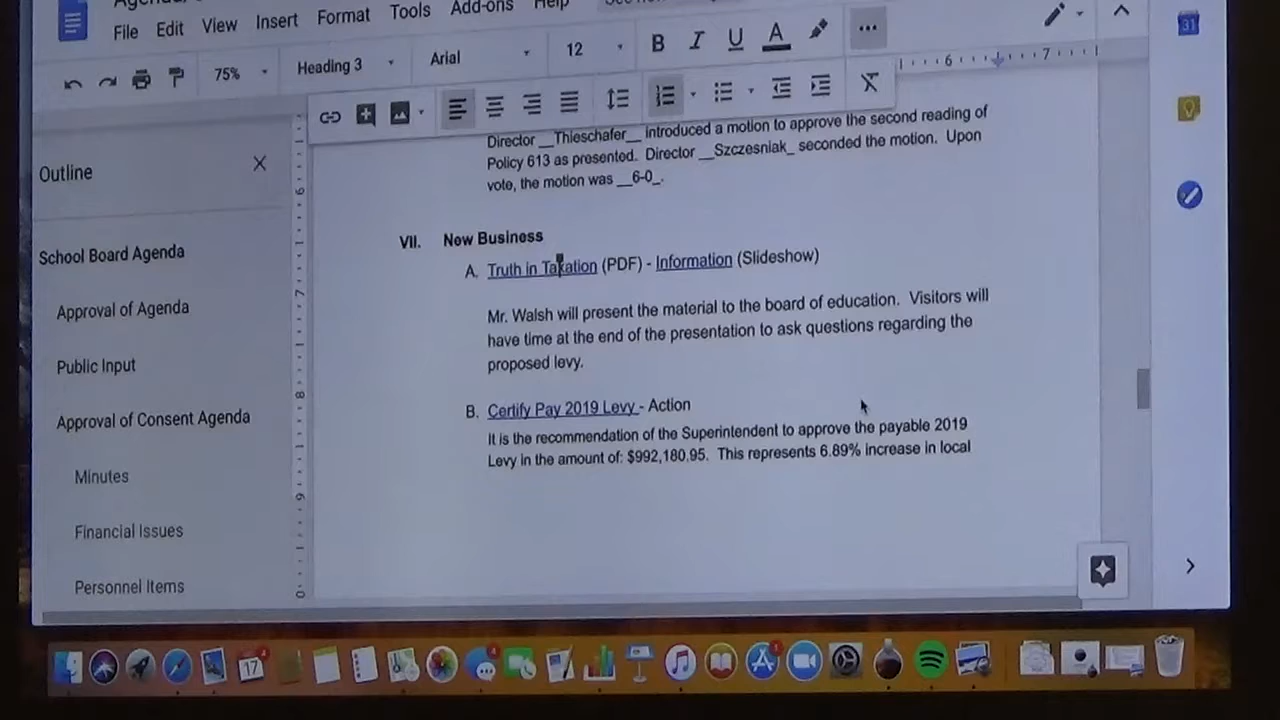 File Edit View Insert Format Tools Add-ons Help
75% Heading 3 Arial 12 B I U A
6 7
31
Outline
School Board Agenda
Approval of Agenda
Public Input
Approval of Consent Agenda
Minutes
Financial Issues
Personnel Items
Director __Thieschafer__ introduced a motion to approve the second reading of
Policy 613 as presented. Director __Szczesniak_ seconded the motion. Upon
vote, the motion was __6-0_.
VII. New Business
A. Truth in Taxation (PDF) - Information (Slideshow)
Mr. Walsh will present the material to the board of education. Visitors will
have time at the end of the presentation to ask questions regarding the
proposed levy.
B. Certify Pay 2019 Levy - Action
It is the recommendation of the Superintendent to approve the payable 2019
Levy in the amount of: $992,180.95. This represents 6.89% increase in local
17